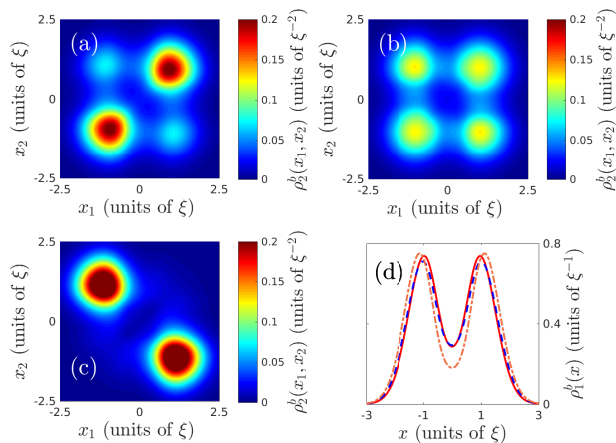 2.5
0
-2.5
x₂ (units of ξ)
(a)
-2.5 0 2.5
x₁ (units of ξ)
0.2
0.15
0.1
0.05
0
ρ₂ᵇ(x₁, x₂) (units of ξ⁻²)
2.5
0
-2.5
x₂ (units of ξ)
(b)
-2.5 0 2.5
x₁ (units of ξ)
0.2
0.15
0.1
0.05
0
ρ₂ᵇ(x₁, x₂) (units of ξ⁻²)
2.5
0
-2.5
x₂ (units of ξ)
(c)
-2.5 0 2.5
x₁ (units of ξ)
0.2
0.15
0.1
0.05
0
ρ₂ᵇ(x₁, x₂) (units of ξ⁻²)
(d)
0.8
0.4
0
ρ₁ᵇ(x) (units of ξ⁻¹)
-3 -1 1 3
x (units of ξ)